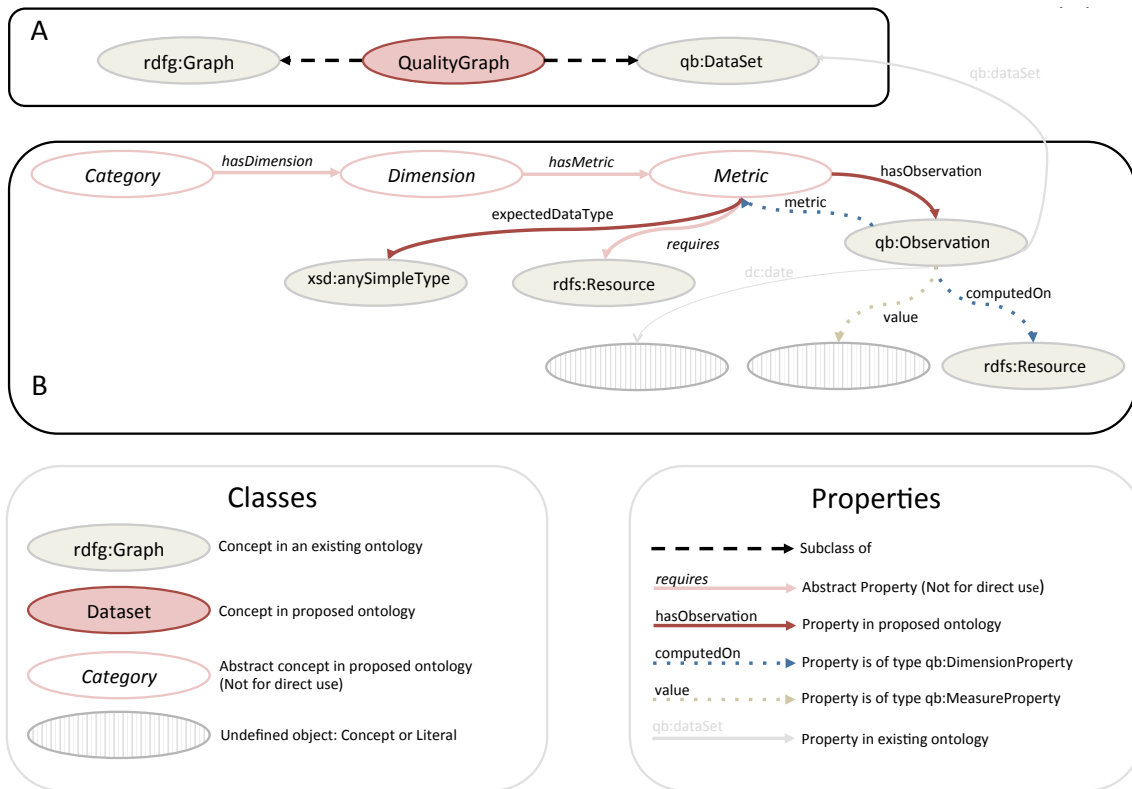 A
rdfg:Graph
QualityGraph
qb:DataSet
qb:dataSet
Category
hasDimension
Dimension
hasMetric
Metric
hasObservation
metric
expectedDataType
requires
qb:Observation
xsd:anySimpleType
rdfs:Resource
dc:date
value
computedOn
rdfs:Resource
B
Classes
rdfg:Graph
Concept in an existing ontology
Dataset
Concept in proposed ontology
Category
Abstract concept in proposed ontology
(Not for direct use)
Undefined object: Concept or Literal
Properties
Subclass of
requires
Abstract Property (Not for direct use)
hasObservation
Property in proposed ontology
computedOn
Property is of type qb:DimensionProperty
value
Property is of type qb:MeasureProperty
qb:dataSet
Property in existing ontology